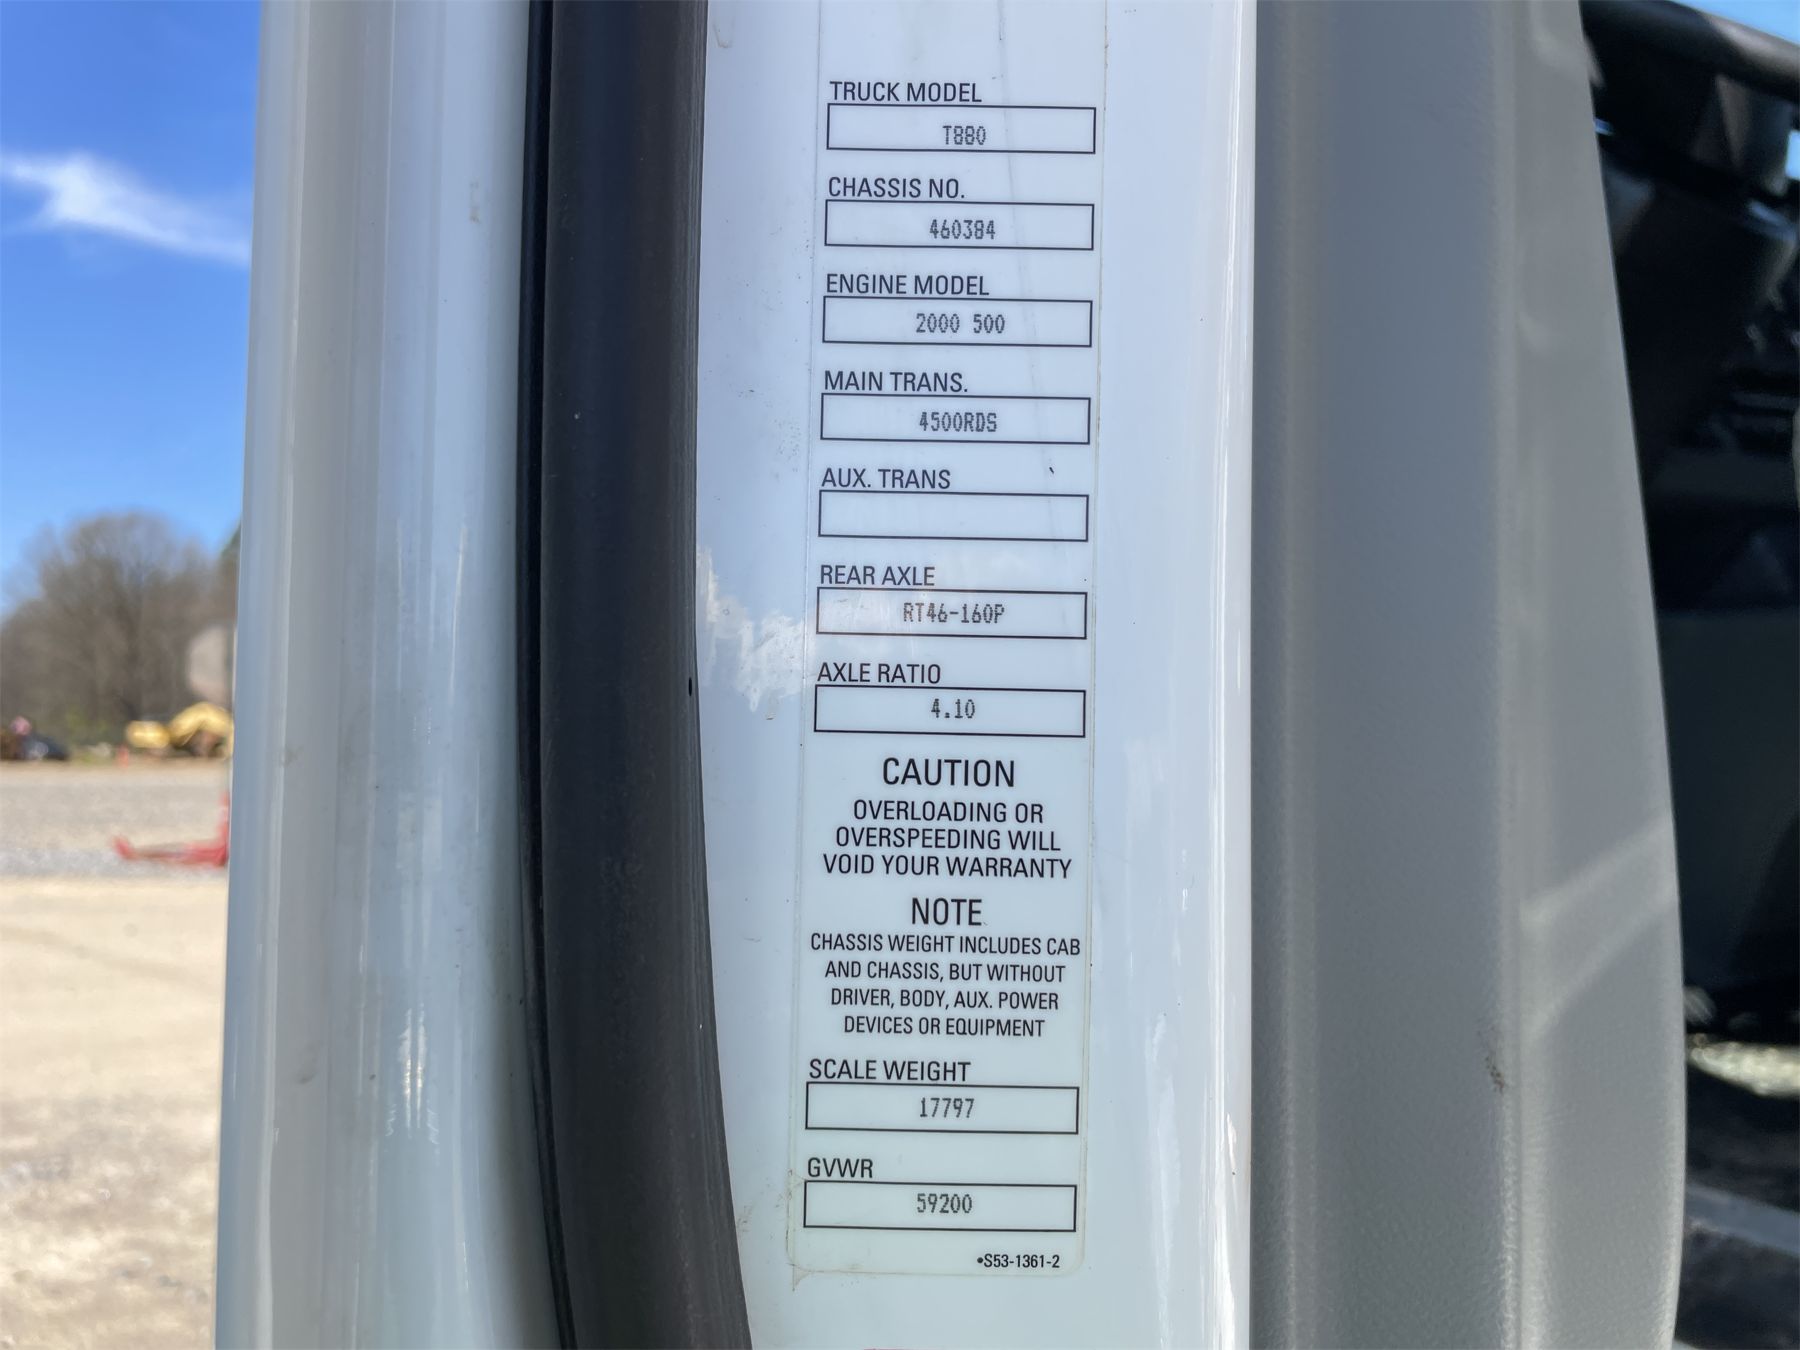 TRUCK MODEL
T880
CHASSIS NO.
460384
ENGINE MODEL
2000 500
MAIN TRANS.
4500RDS
AUX. TRANS
REAR AXLE
RT46-160P
AXLE RATIO
4.10
CAUTION
OVERLOADING OR
OVERSPEEDING WILL
VOID YOUR WARRANTY
NOTE
CHASSIS WEIGHT INCLUDES CAB
AND CHASSIS, BUT WITHOUT
DRIVER, BODY, AUX. POWER
DEVICES OR EQUIPMENT
SCALE WEIGHT
17797
GVWR
59200
•S53-1361-2